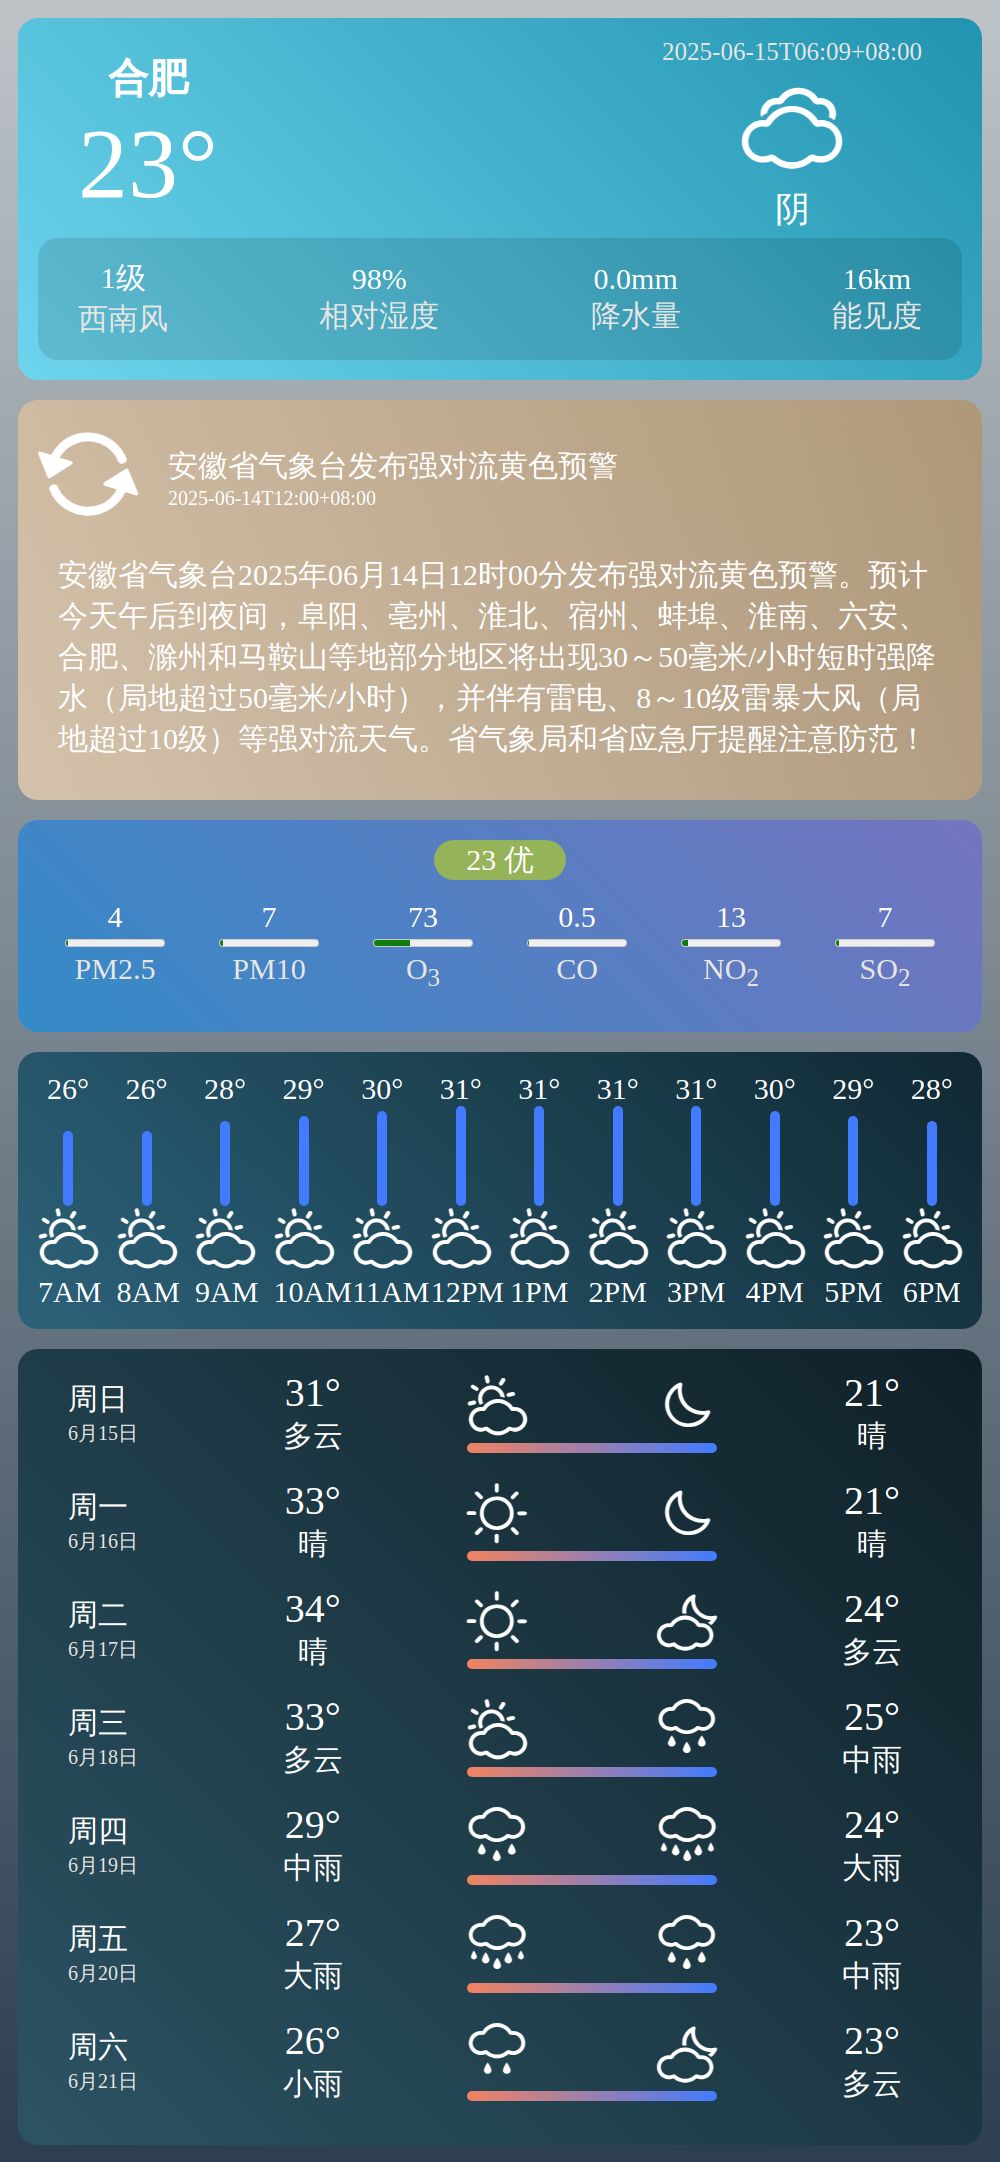 合肥
2025-06-15T06:09+08:00
23°
阴
1级 98% 0.0mm 16km
西南风 相对湿度 降水量 能见度
安徽省气象台发布强对流黄色预警
2025-06-14T12:00+08:00
安徽省气象台2025年06月14日12时00分发布强对流黄色预警。预计
今天午后到夜间，阜阳、亳州、淮北、宿州、蚌埠、淮南、六安、
合肥、滁州和马鞍山等地部分地区将出现30～50毫米/小时短时强降
水（局地超过50毫米/小时），并伴有雷电、8～10级雷暴大风（局
地超过10级）等强对流天气。省气象局和省应急厅提醒注意防范！
23 优
4 7 73 0.5 13 7
PM2.5 PM10 O3 CO NO2 SO2
26° 26° 28° 29° 30° 31° 31° 31° 31° 30° 29° 28°
7AM 8AM 9AM 10AM 11AM 12PM 1PM 2PM 3PM 4PM 5PM 6PM
周日 31° 21°
6月15日 多云 晴
周一 33° 21°
6月16日 晴 晴
周二 34° 24°
6月17日 晴 多云
周三 33° 25°
6月18日 多云 中雨
周四 29° 24°
6月19日 中雨 大雨
周五 27° 23°
6月20日 大雨 中雨
周六 26° 23°
6月21日 小雨 多云